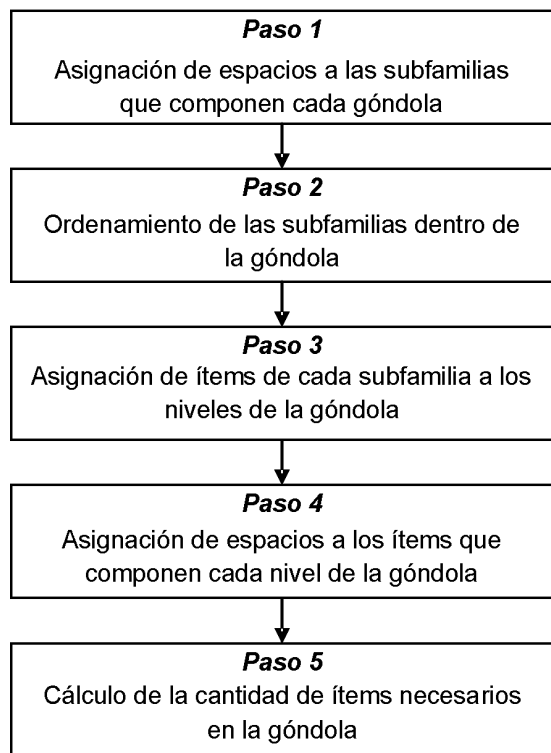 Paso 1
Asignación de espacios a las subfamilias
que componen cada góndola
Paso 2
Ordenamiento de las subfamilias dentro de
la góndola
Paso 3
Asignación de ítems de cada subfamilia a los
niveles de la góndola
Paso 4
Asignación de espacios a los ítems que
componen cada nivel de la góndola
Paso 5
Cálculo de la cantidad de ítems necesarios
en la góndola